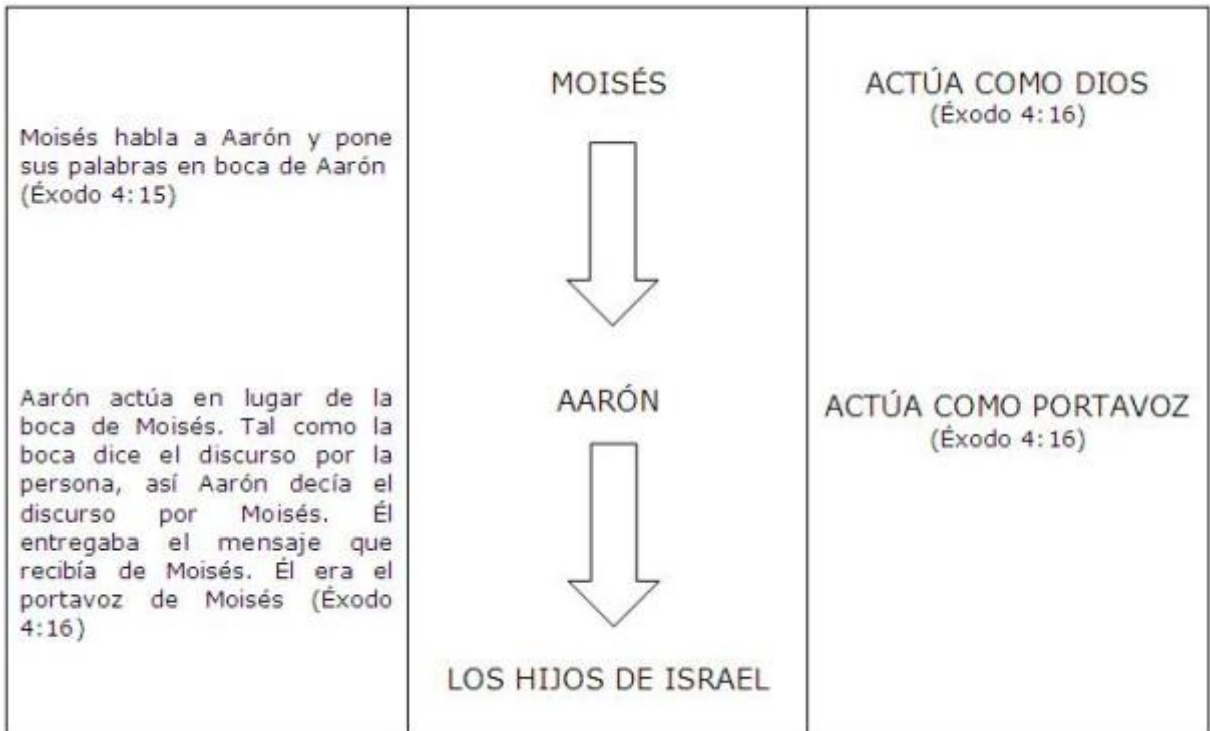 Moisés habla a Aarón y pone
sus palabras en boca de Aarón
(Éxodo 4:15)
Aarón actúa en lugar de la
boca de Moisés. Tal como la
boca dice el discurso por la
persona, así Aarón decía el
discurso por Moisés. Él
entregaba el mensaje que
recibía de Moisés. Él era el
portavoz de Moisés (Éxodo
4:16)
MOISÉS
AARÓN
LOS HIJOS DE ISRAEL
ACTÚA COMO DIOS
(Éxodo 4:16)
ACTÚA COMO PORTAVOZ
(Éxodo 4:16)